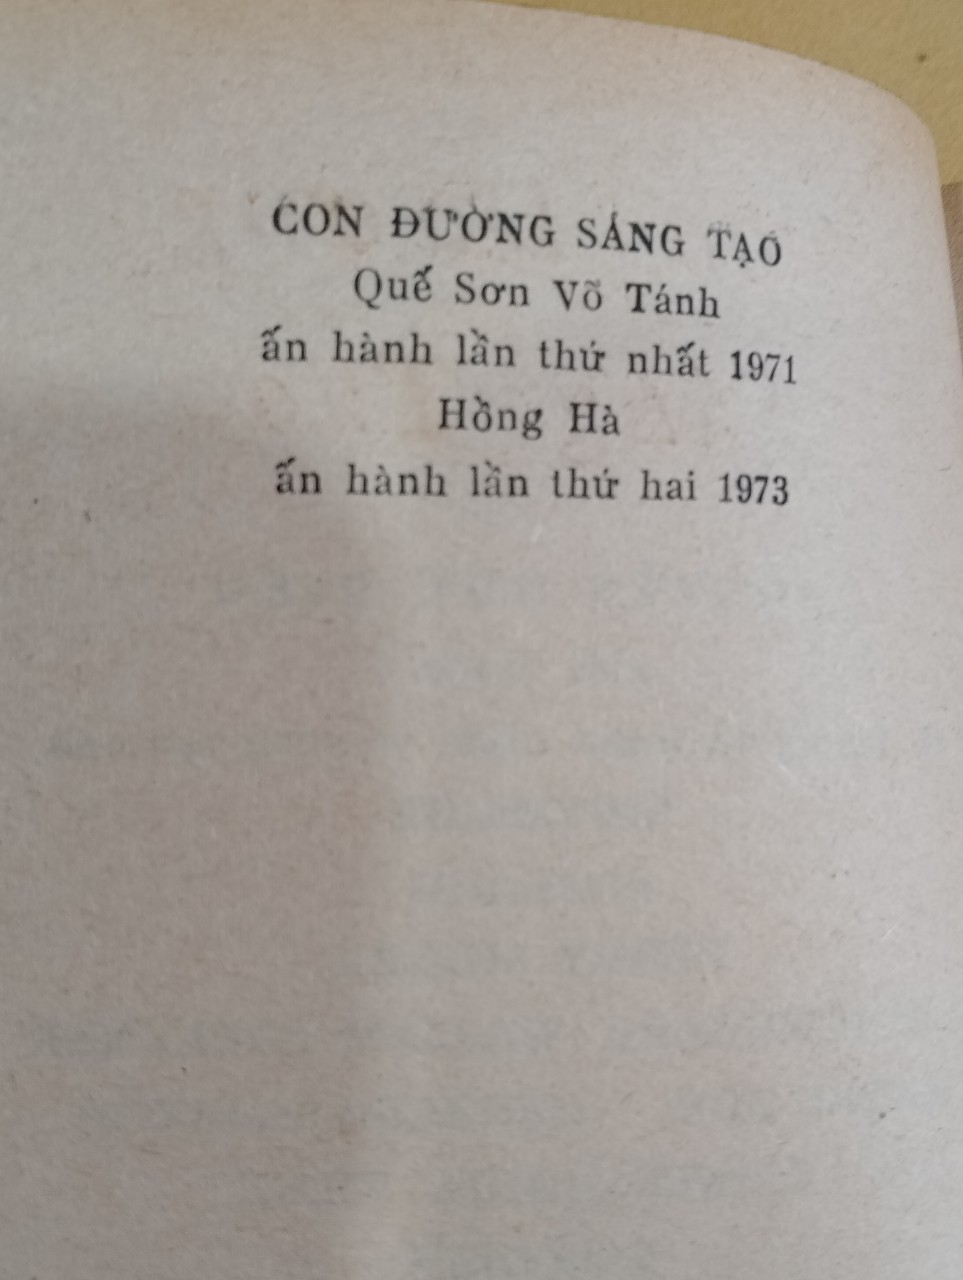 CON ĐƯỜNG SÁNG TẠO
Quế Sơn Võ Tánh
ấn hành lần thứ nhất 1971
Hồng Hà
ấn hành lần thứ hai 1973